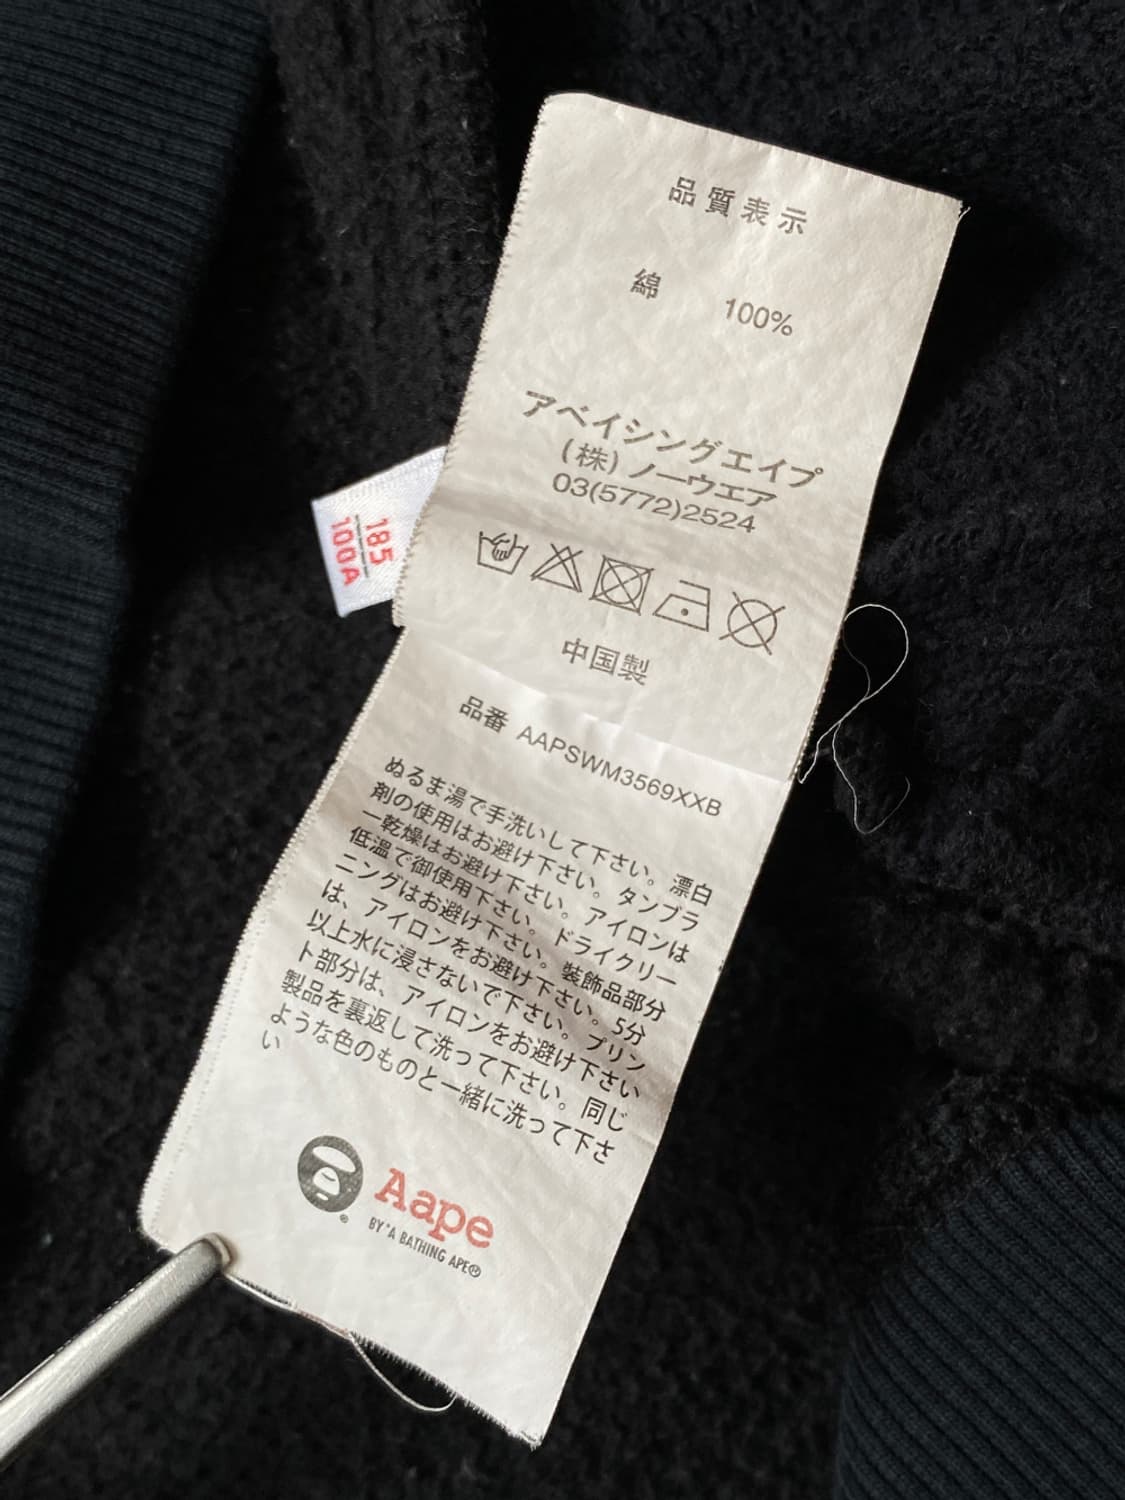 品質表示
綿 100%
アベイシングエイプ
(株)ノーウエア
03(5772)2524
中国製
品番 AAPSWM3569XXB
ぬるま湯で手洗いして下さい。漂白
剤の使用はお避け下さい。タンブラ
ー乾燥はお避け下さい。アイロンは
低温で御使用下さい。ドライクリー
ニングはお避け下さい。装飾品部分
は、アイロンをお避け下さい。5分
以上水に浸さないで下さい。プリン
ト部分は、アイロンをお避け下さい
製品を裏返して洗って下さい。同じ
ような色のものと一緒に洗って下さ
い
Aape
BY *A BATHING APE®
185
100A